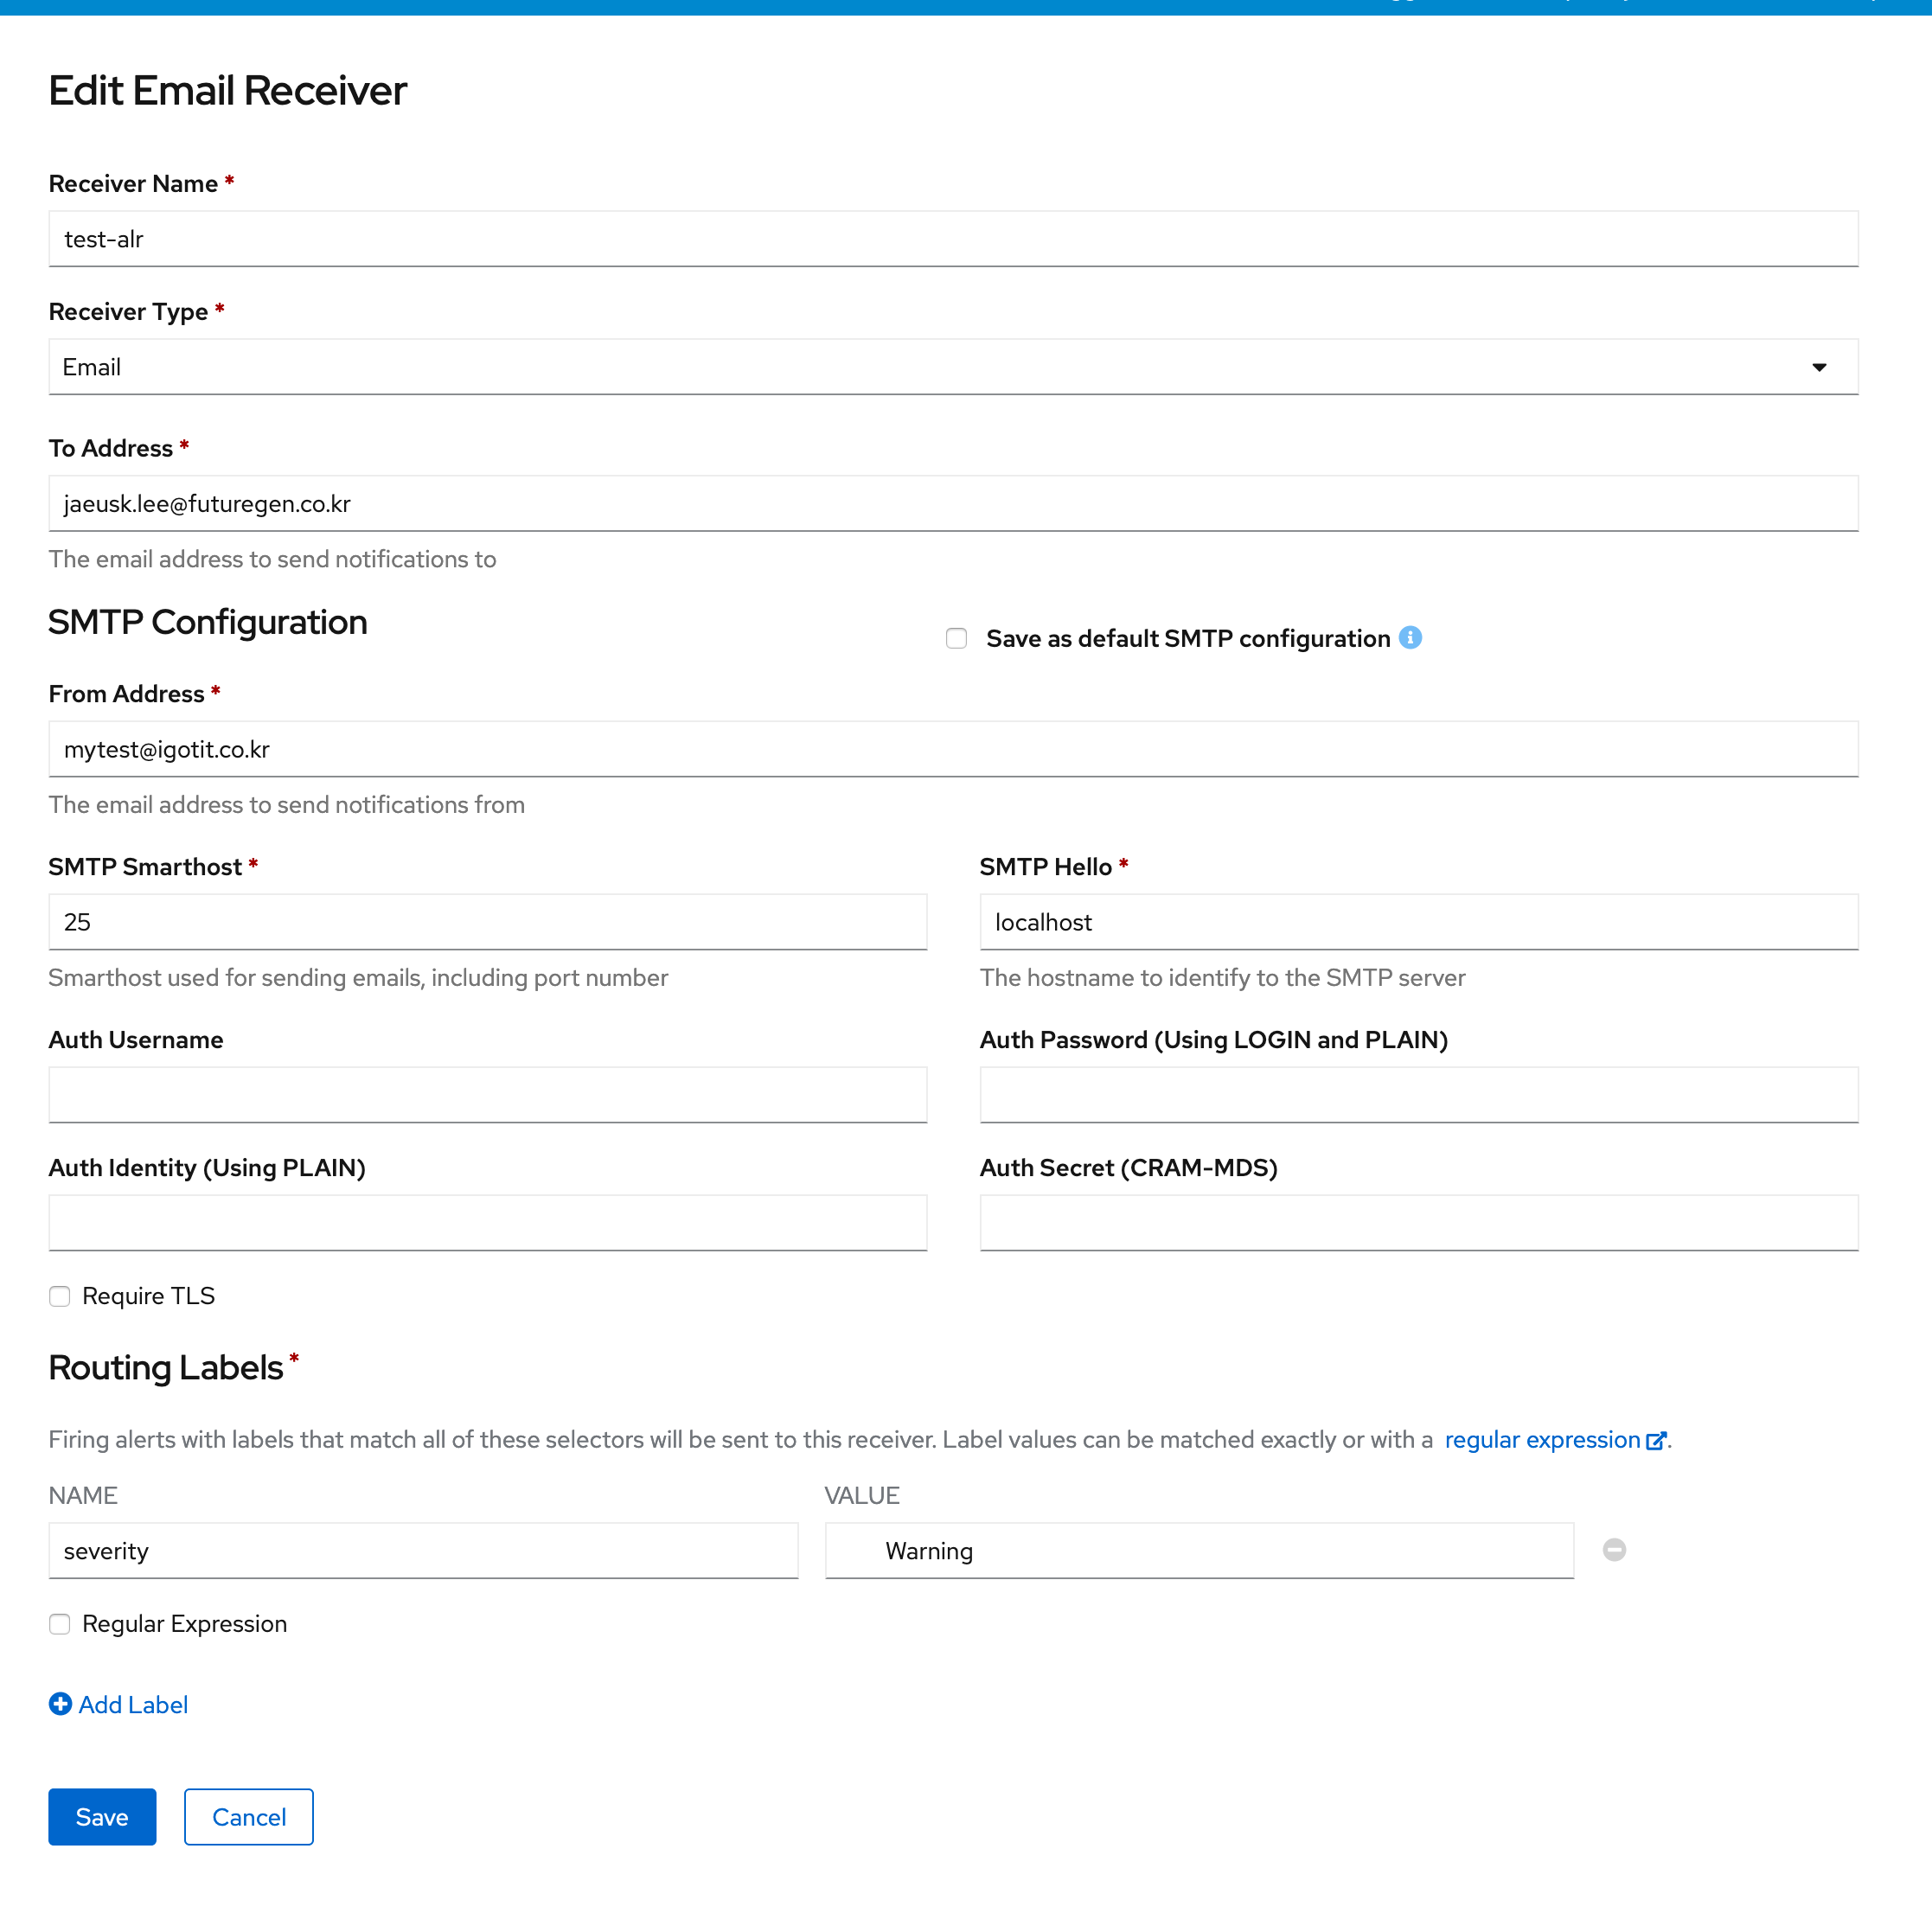 Edit Email Receiver
Receiver Name *
test-alr
Receiver Type *
Email
To Address *
jaeusk.lee@futuregen.co.kr
The email address to send notifications to
SMTP Configuration
Save as default SMTP configuration
From Address *
mytest@igotit.co.kr
The email address to send notifications from
SMTP Smarthost * SMTP Hello *
25 localhost
Smarthost used for sending emails, including port number The hostname to identify to the SMTP server
Auth Username Auth Password (Using LOGIN and PLAIN)
Auth Identity (Using PLAIN) Auth Secret (CRAM-MDS)
Require TLS
Routing Labels *
Firing alerts with labels that match all of these selectors will be sent to this receiver. Label values can be matched exactly or with a regular expression.
NAME VALUE
severity Warning
Regular Expression
Add Label
Save Cancel